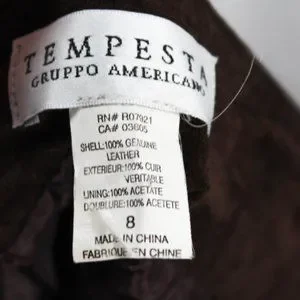 TEMPESTA
GRUPPO AMERICANO
RN# R07921
CA# 03605
SHELL:100% GENUINE
LEATHER
EXTERIEUR:100% CUIR
VERITABLE
LINING:100% ACETATE
DOUBLURE:100% ACETETE
8
MADE IN CHINA
FABRIQUE EN CHINE